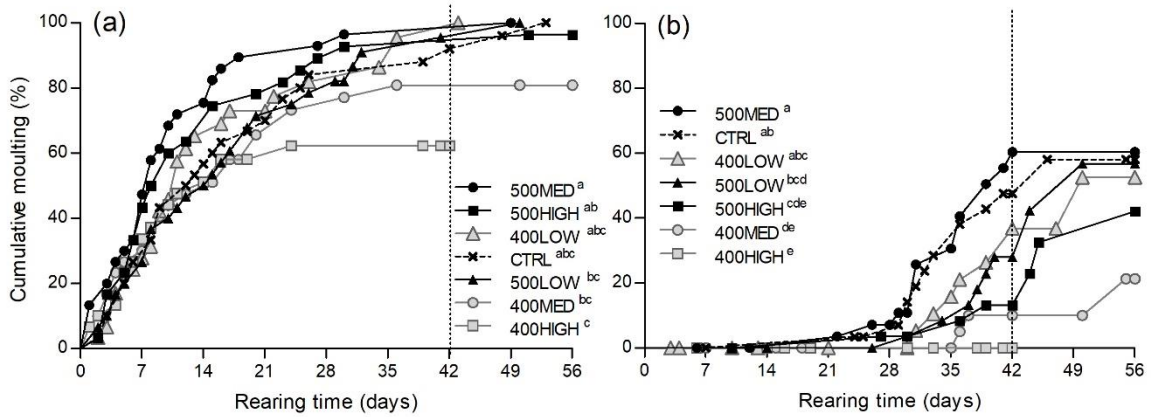 (a)
Cumulative moulting (%)
100
80
60
40
20
0
500MED a
500HIGH ab
400LOW abc
CTRL abc
500LOW bc
400MED bc
400HIGH c
0 7 14 21 28 35 42 49 56
Rearing time (days)
(b)
100
80
60
40
20
0
500MED a
CTRL ab
400LOW abc
500LOW bcd
500HIGH cde
400MED de
400HIGH e
0 7 14 21 28 35 42 49 56
Rearing time (days)